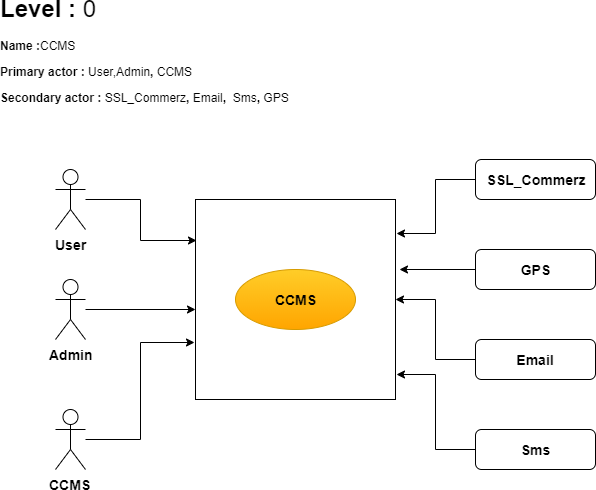 Level : 0
Name :CCMS
Primary actor : User,Admin, CCMS
Secondary actor : SSL_Commerz, Email, Sms, GPS
User
Admin
CCMS
CCMS
SSL_Commerz
GPS
Email
Sms